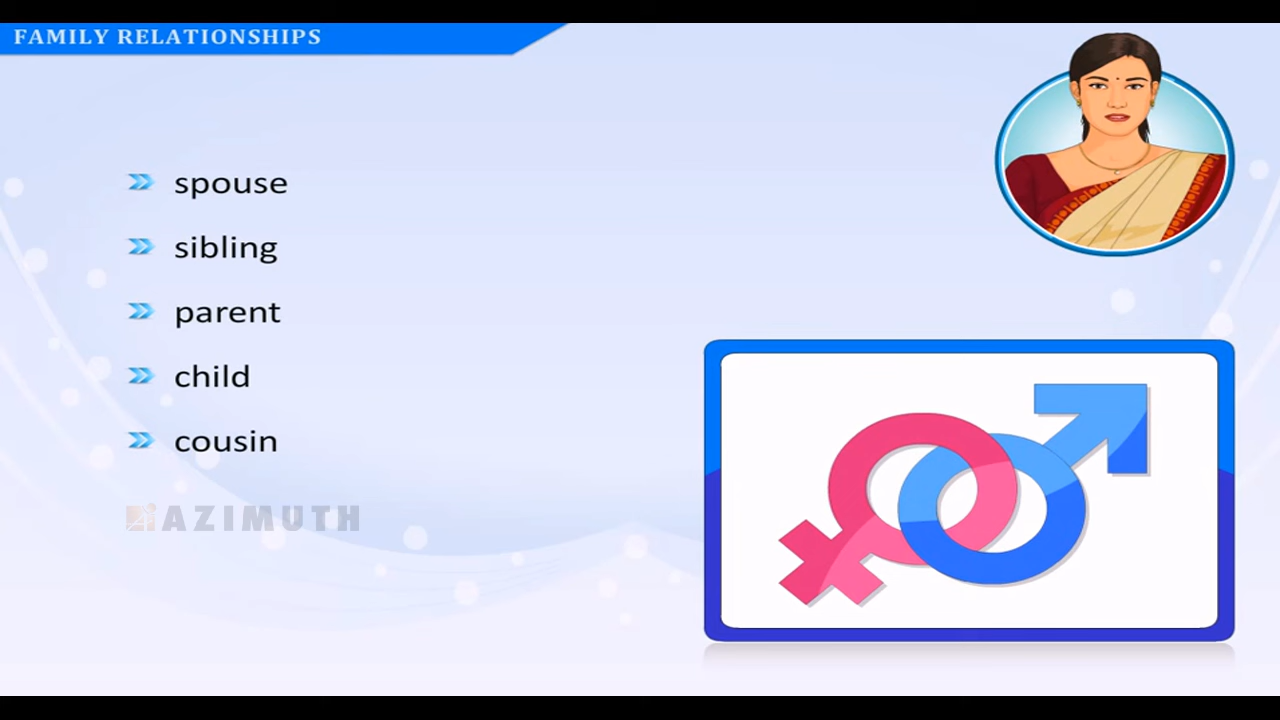 FAMILY RELATIONSHIPS
spouse
sibling
parent
child
cousin
AZIMUTH